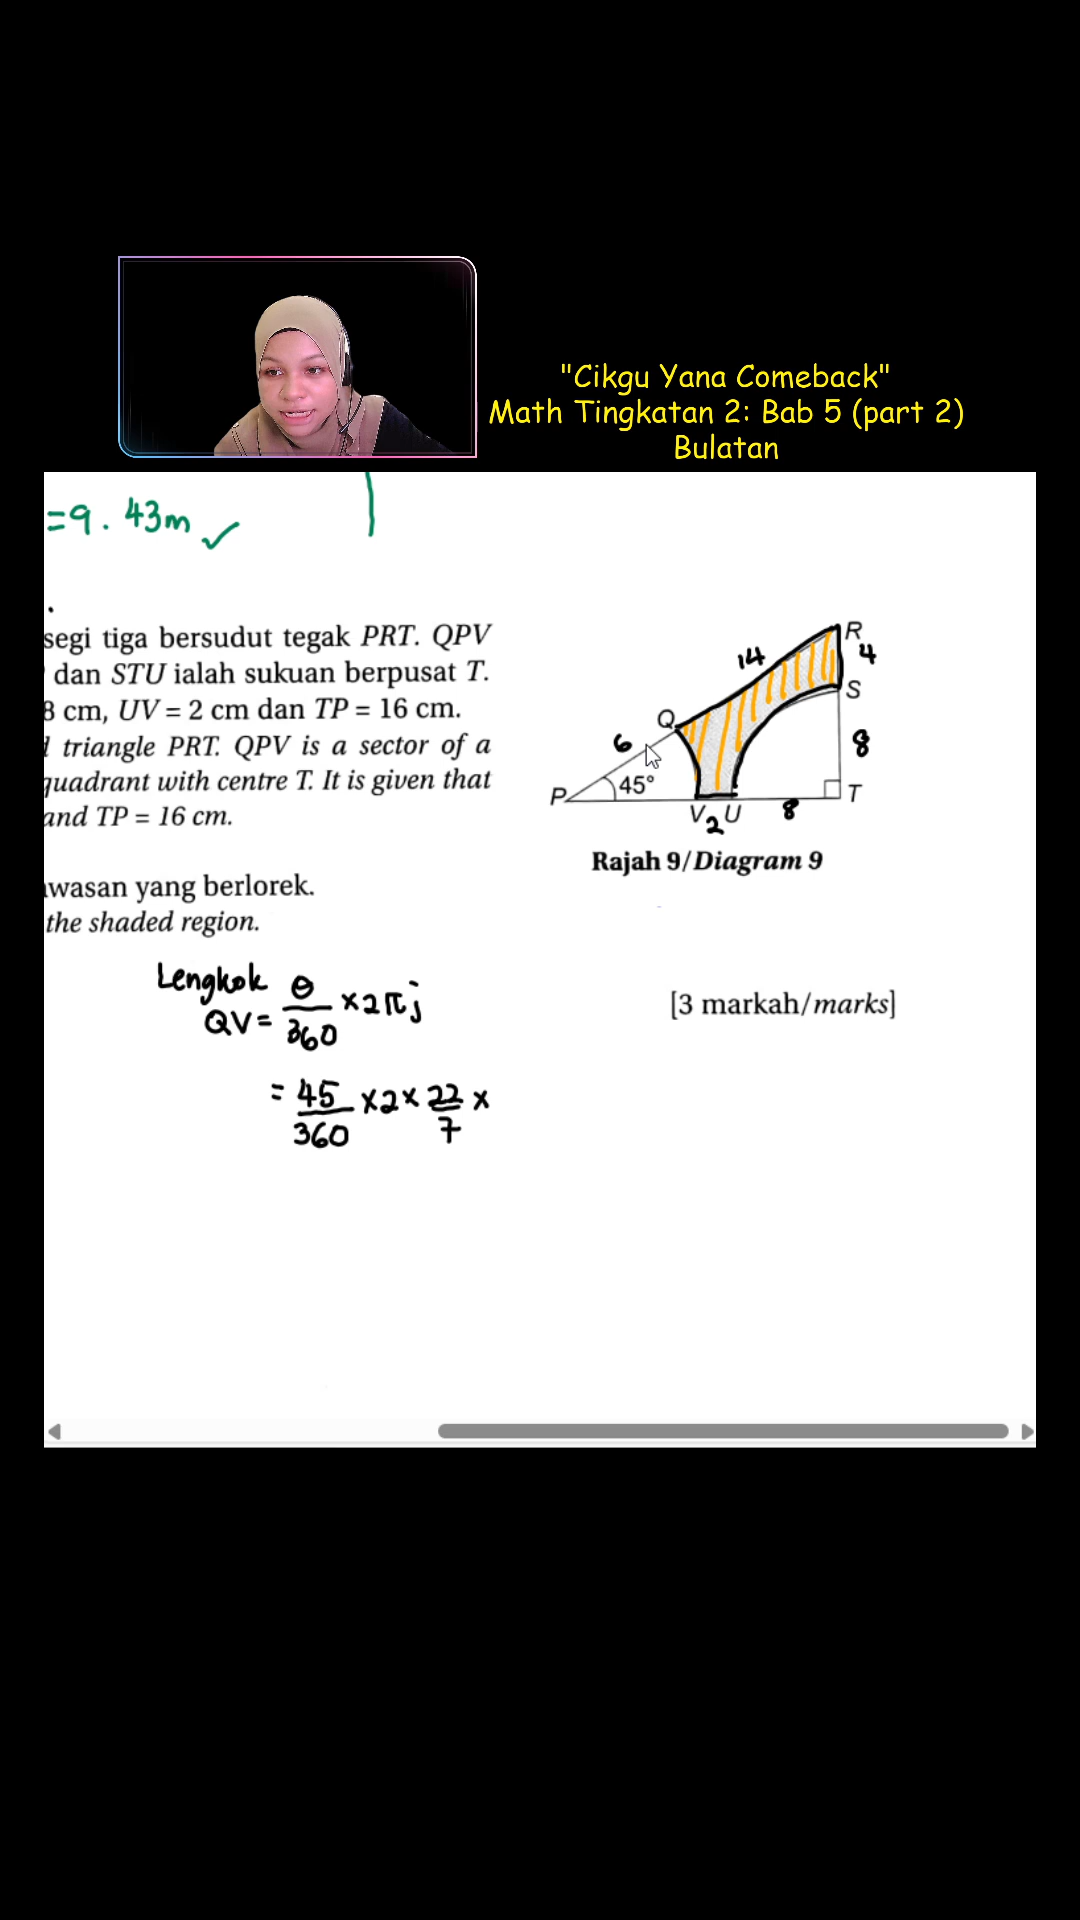 "Cikgu Yana Comeback"
Math Tingkatan 2: Bab 5 (part 2)
Bulatan
=9.43m ✓
segi tiga bersudut tegak PRT. QPV
dan STU ialah sukuan berpusat T.
8 cm, UV = 2 cm dan TP = 16 cm.
triangle PRT. QPV is a sector of a
quadrant with centre T. It is given that
and TP = 16 cm.
R
4
14
S
Q
6
8
45°
P
T
V
2
U
8
Rajah 9/Diagram 9
wasan yang berlorek.
the shaded region.
[3 markah/marks]
Lengkok
QV = θ/360 × 2πj
= 45/360 × 2 × 22/7 ×